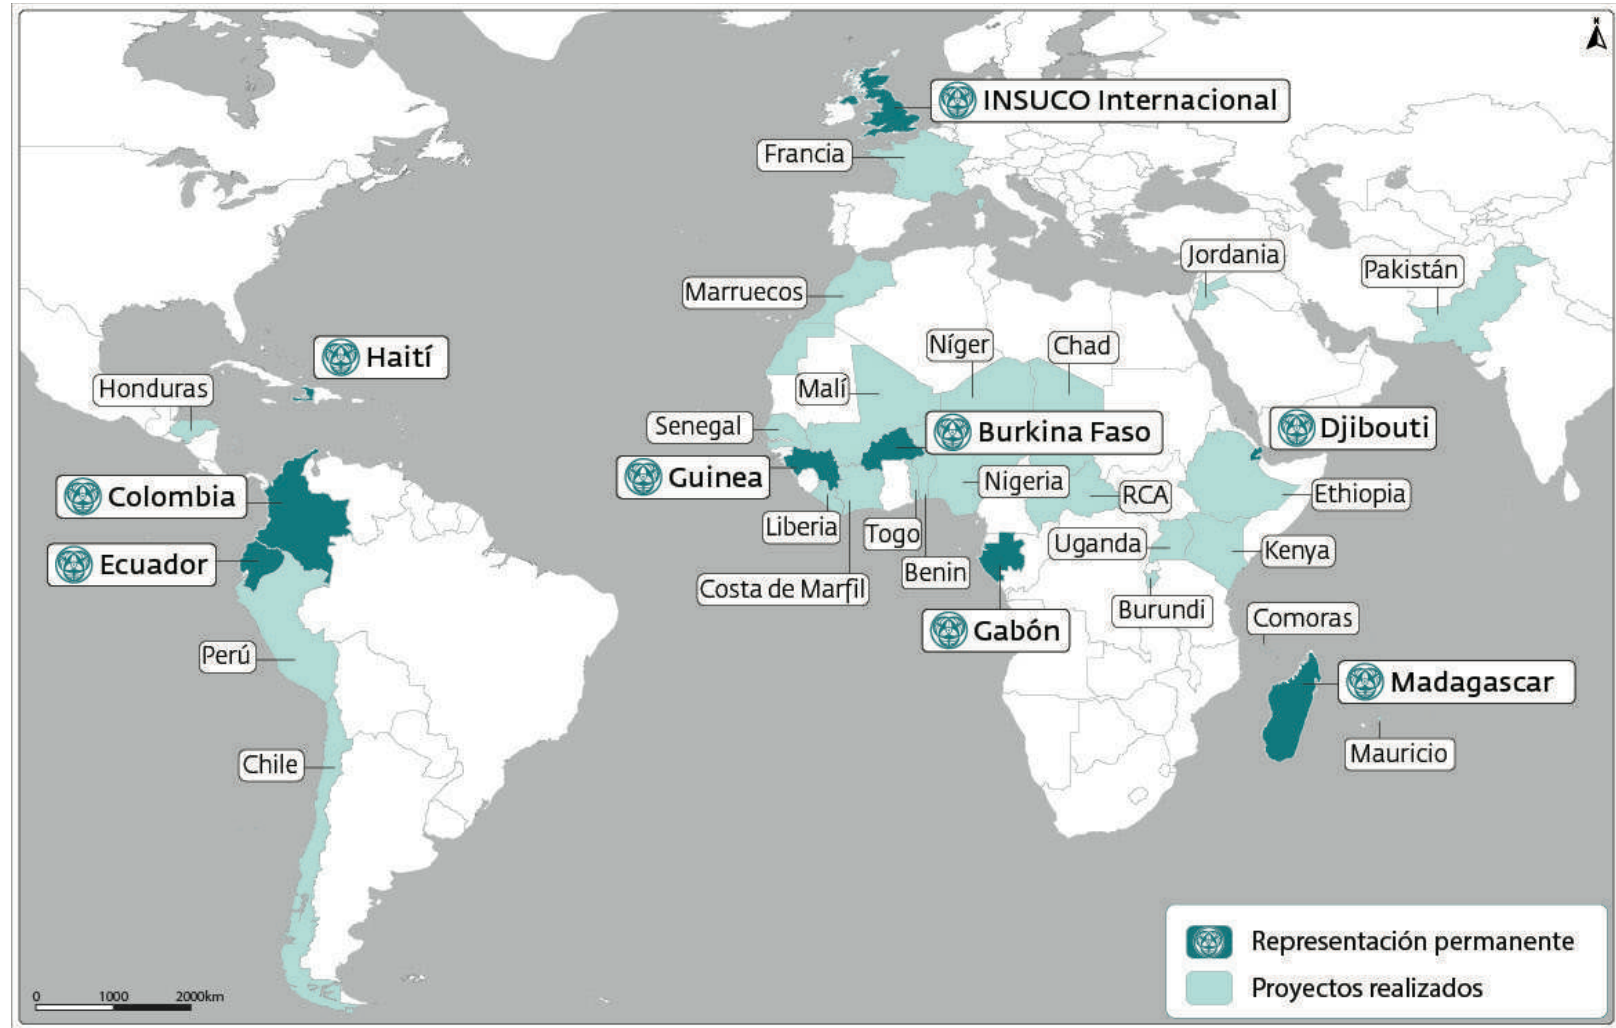 N
INSUCO Internacional
Francia
Jordania
Pakistán
Marruecos
Níger
Chad
Haití
Honduras
Malí
Senegal
Burkina Faso
Djibouti
Guinea
Nigeria
RCA
Ethiopia
Colombia
Liberia
Togo
Uganda
Kenya
Ecuador
Benin
Costa de Marfil
Burundi
Comoras
Gabón
Perú
Madagascar
Mauricio
Chile
Representación permanente
Proyectos realizados
0 1000 2000km